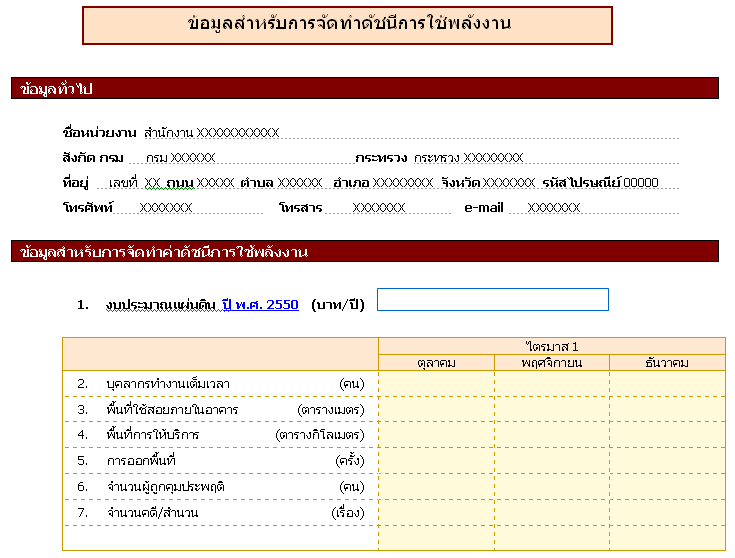 ข้อมูลสำหรับการจัดทำดัชนีการใช้พลังงาน
ข้อมูลทั่วไป
ชื่อหน่วยงาน สำนักงาน XXXXXXXXXXX
สังกัด กรม กรม XXXXXX กระทรวง กระทรวง XXXXXXXX
ที่อยู่ เลขที่ XX ถนน XXXXX ตำบล XXXXXX อำเภอ XXXXXXXX จังหวัด XXXXXXX รหัสไปรษณีย์ 00000
โทรศัพท์ XXXXXXX โทรสาร XXXXXXX e-mail XXXXXXX
ข้อมูลสำหรับการจัดทำค่าดัชนีการใช้พลังงาน
1. งบประมาณแผ่นดิน ปี พ.ศ. 2550 (บาท/ปี)
ไตรมาส 1
ตุลาคม พฤศจิกายน ธันวาคม
2. บุคลากรทำงานเต็มเวลา (คน)
3. พื้นที่ใช้สอยภายในอาคาร (ตารางเมตร)
4. พื้นที่การให้บริการ (ตารางกิโลเมตร)
5. การออกพื้นที่ (ครั้ง)
6. จำนวนผู้ถูกคุมประพฤติ (คน)
7. จำนวนคดี/สำนวน (เรื่อง)